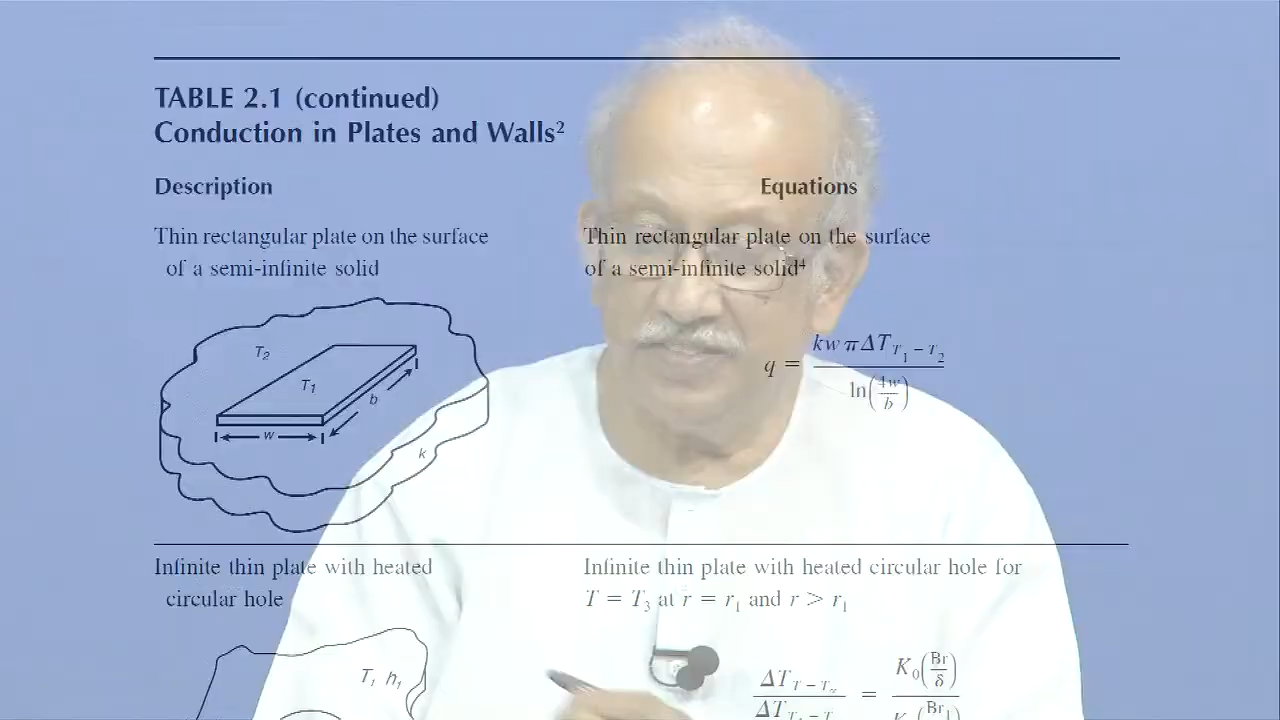 TABLE 2.1 (continued)
Conduction in Plates and Walls²
Description Equations
Thin rectangular plate on the surface
of a semi-infinite solid
Thin rectangular plate on the surface
of a semi-infinite solid⁴
T₂
T₁
b
w
k
q = kwπΔT_{T₁ − T₂} / ln(4w/b)
Infinite thin plate with heated
circular hole
Infinite thin plate with heated circular hole for
T = T₃ at r = r₁ and r > r₁
T₁ h₁
= K₀(Br/δ)